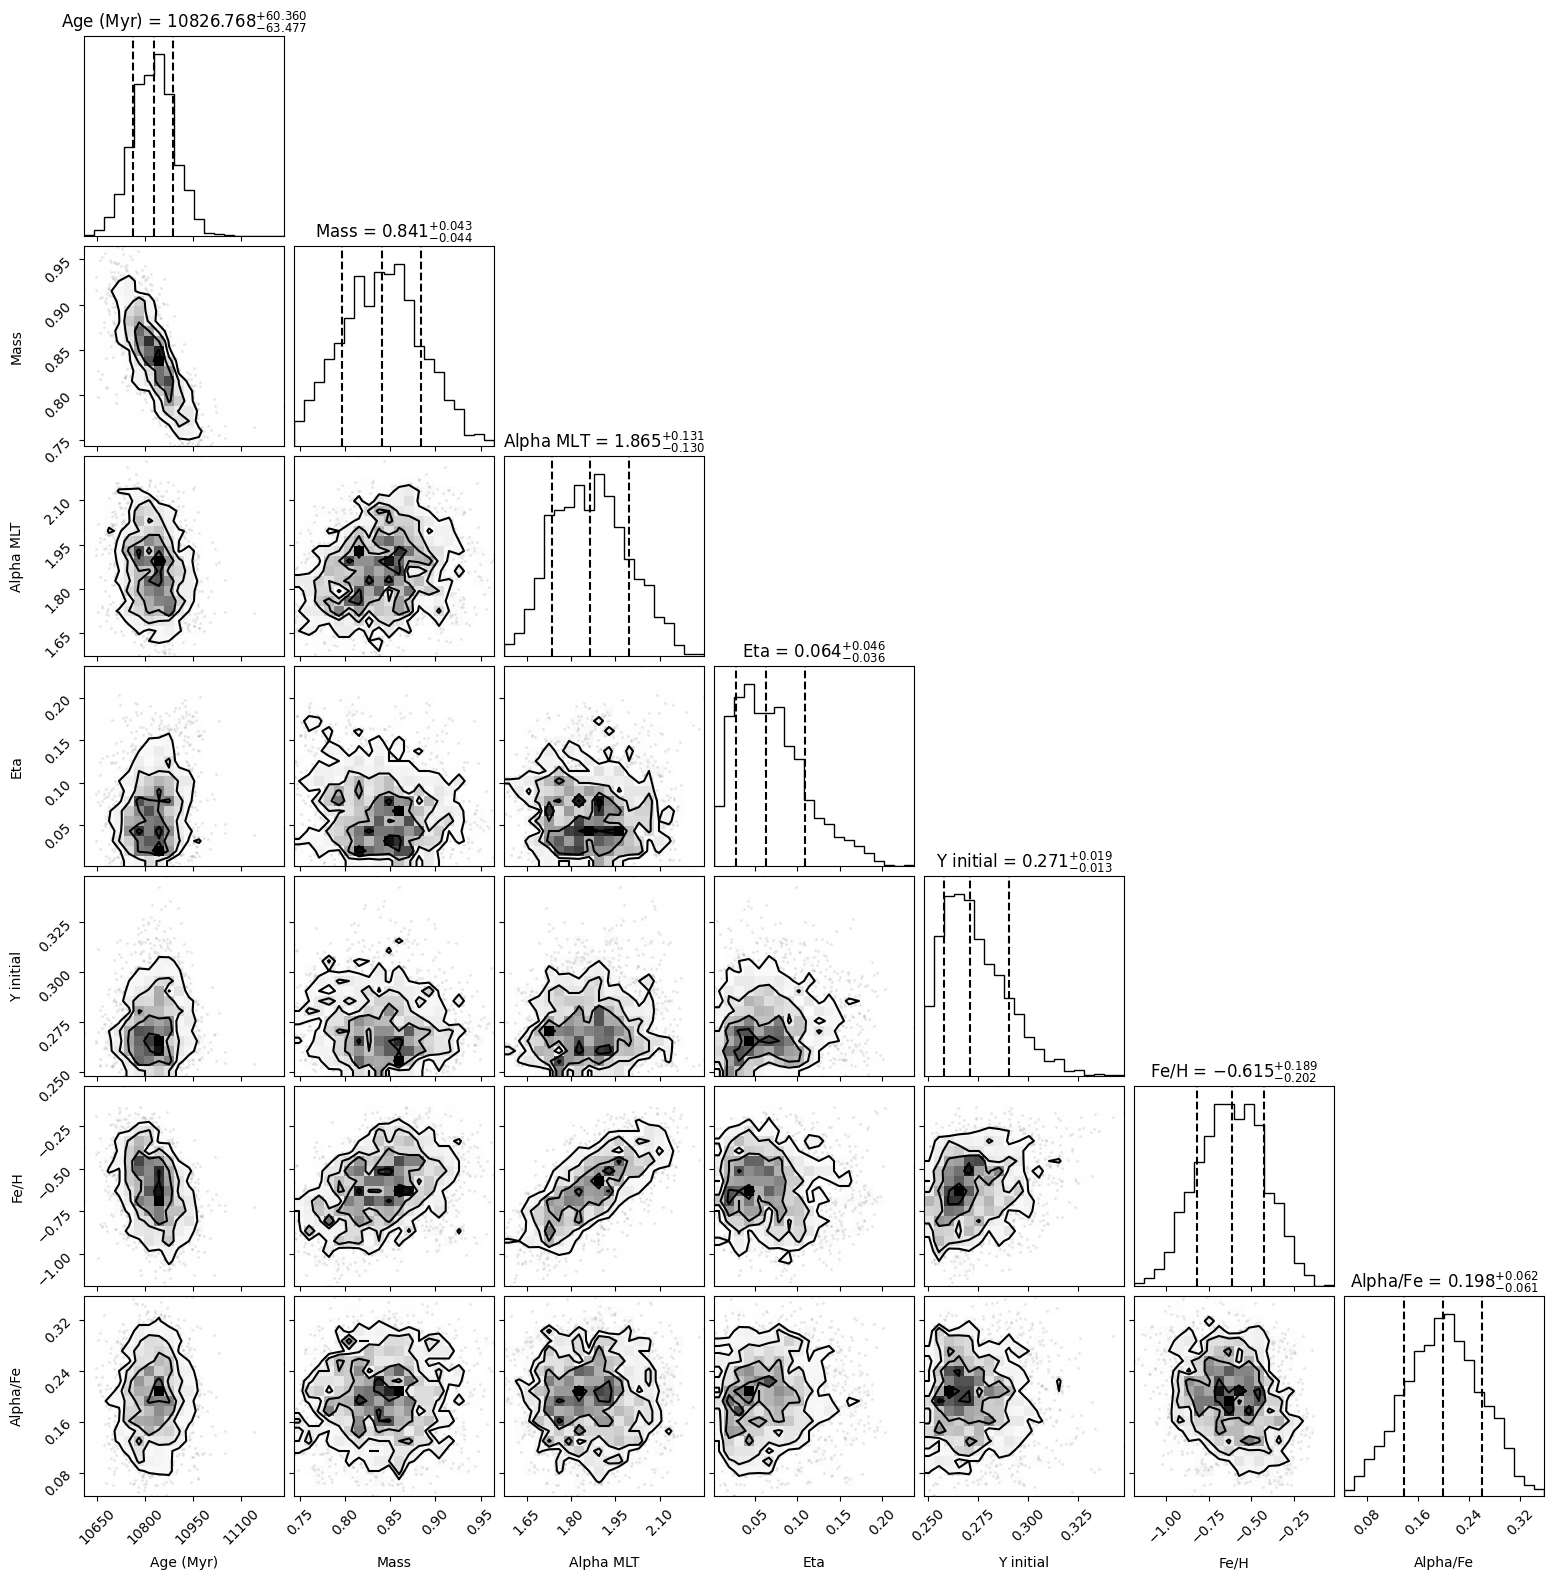 Age (Myr) = 10826.768 +60.360 −63.477
Mass = 0.841 +0.043 −0.044
0.95
0.90
0.85
0.80
0.75
Mass
Alpha MLT = 1.865 +0.131 −0.130
2.10
1.95
1.80
1.65
Alpha MLT
Eta = 0.064 +0.046 −0.036
0.20
0.15
0.10
0.05
Eta
Y initial = 0.271 +0.019 −0.013
0.325
0.300
0.275
0.250
Y initial
Fe/H = −0.615 +0.189 −0.202
−0.25
−0.50
−0.75
−1.00
Fe/H
Alpha/Fe = 0.198 +0.062 −0.061
0.32
0.24
0.16
0.08
Alpha/Fe
10650 10800 10950 11100 0.75 0.80 0.85 0.90 0.95 1.65 1.80 1.95 2.10 0.05 0.10 0.15 0.20 0.250 0.275 0.300 0.325 −1.00 −0.75 −0.50 −0.25 0.08 0.16 0.24 0.32
Age (Myr) Mass Alpha MLT Eta Y initial Fe/H Alpha/Fe